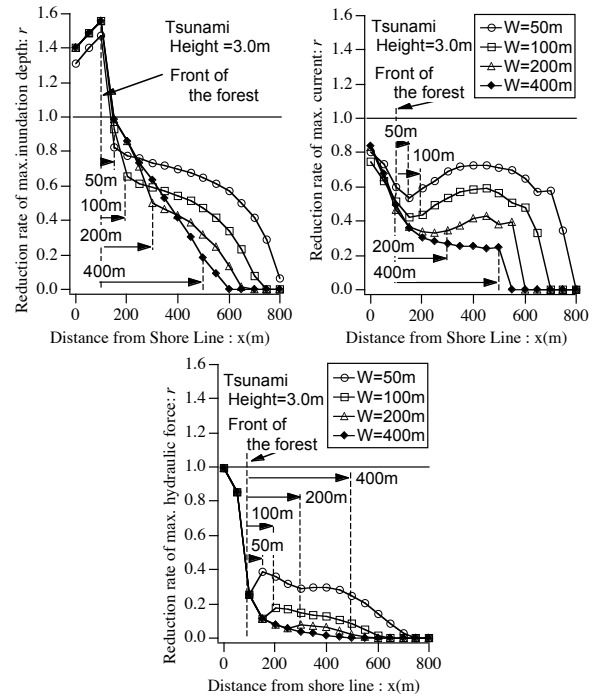 Reduction rate of max.inundation depth: r
1.6
1.4
1.2
1.0
0.8
0.6
0.4
0.2
0.0
Tsunami
Height =3.0m
Front of
the forest
50m
100m
200m
400m
0 200 400 600 800
Distance from Shore Line : x(m)
Reduction rate of max. current: r
1.6
1.4
1.2
1.0
0.8
0.6
0.4
0.2
0.0
Tsunami
Height=3.0m
Front of
the forest
W=50m
W=100m
W=200m
W=400m
50m
100m
200m
400m
0 200 400 600 800
Distance from Shore Line : x(m)
Reduction rate of max. hydraulic force: r
1.6
1.4
1.2
1.0
0.8
0.6
0.4
0.2
0.0
Tsunami
Height=3.0m
Front of
the forest
W=50m
W=100m
W=200m
W=400m
400m
200m
100m
50m
0 200 400 600 800
Distance from shore line : x(m)